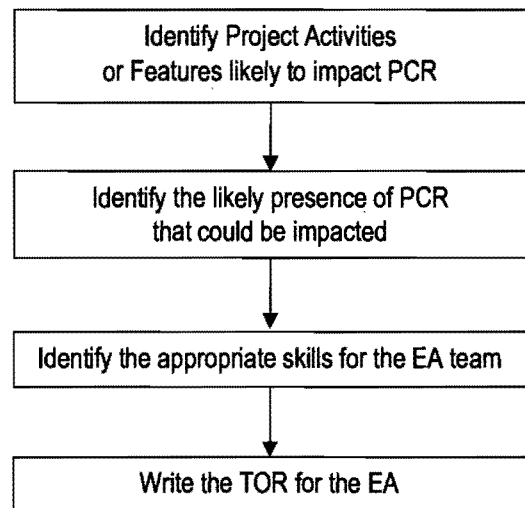 Identify Project Activities
or Features likely to impact PCR
Identify the likely presence of PCR
that could be impacted
Identify the appropriate skills for the EA team
Write the TOR for the EA